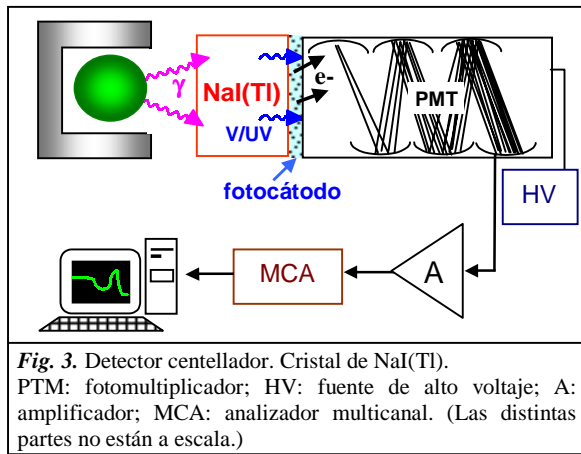 γ
NaI(Tl)
V/UV
e-
PMT
fotocátodo
HV
MCA
A
Fig. 3. Detector centellador. Cristal de NaI(Tl).
PTM: fotomultiplicador; HV: fuente de alto voltaje; A:
amplificador; MCA: analizador multicanal. (Las distintas
partes no están a escala.)